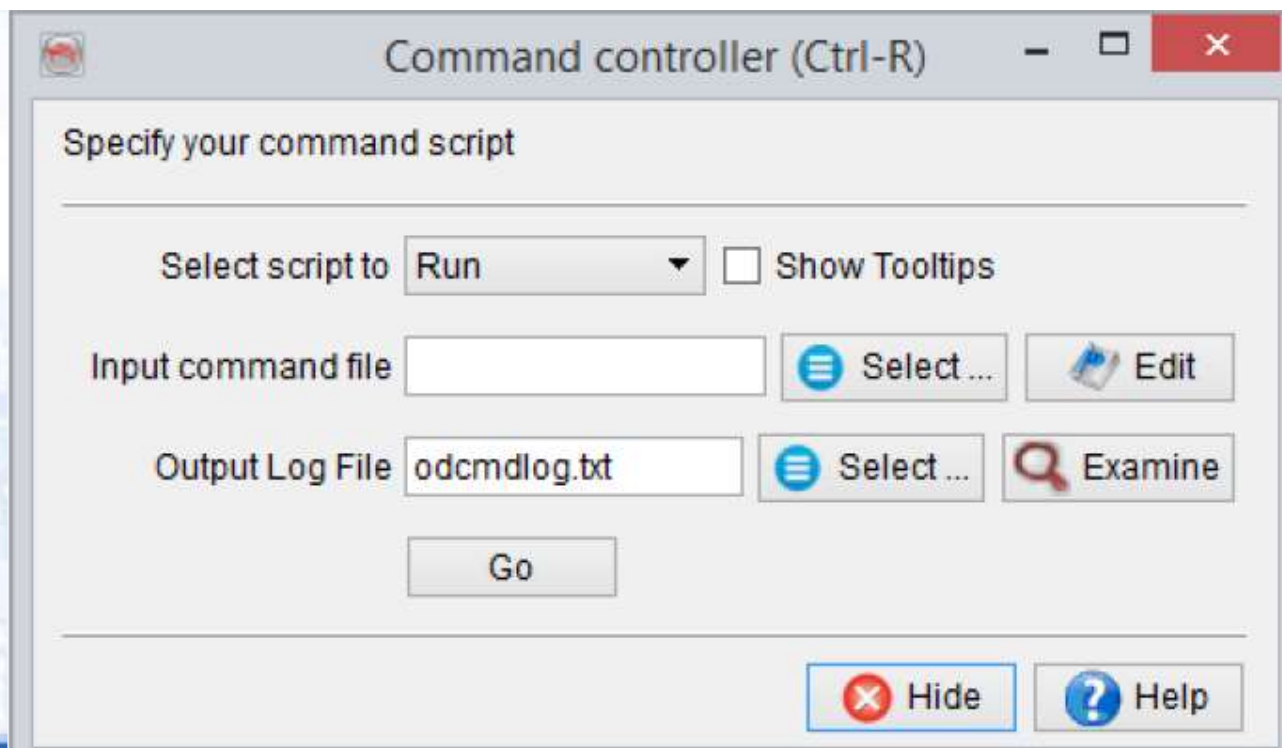 Command controller (Ctrl-R)
Specify your command script
Select script to Run Show Tooltips
Input command file Select ... Edit
Output Log File odcmdlog.txt Select ... Examine
Go
Hide Help